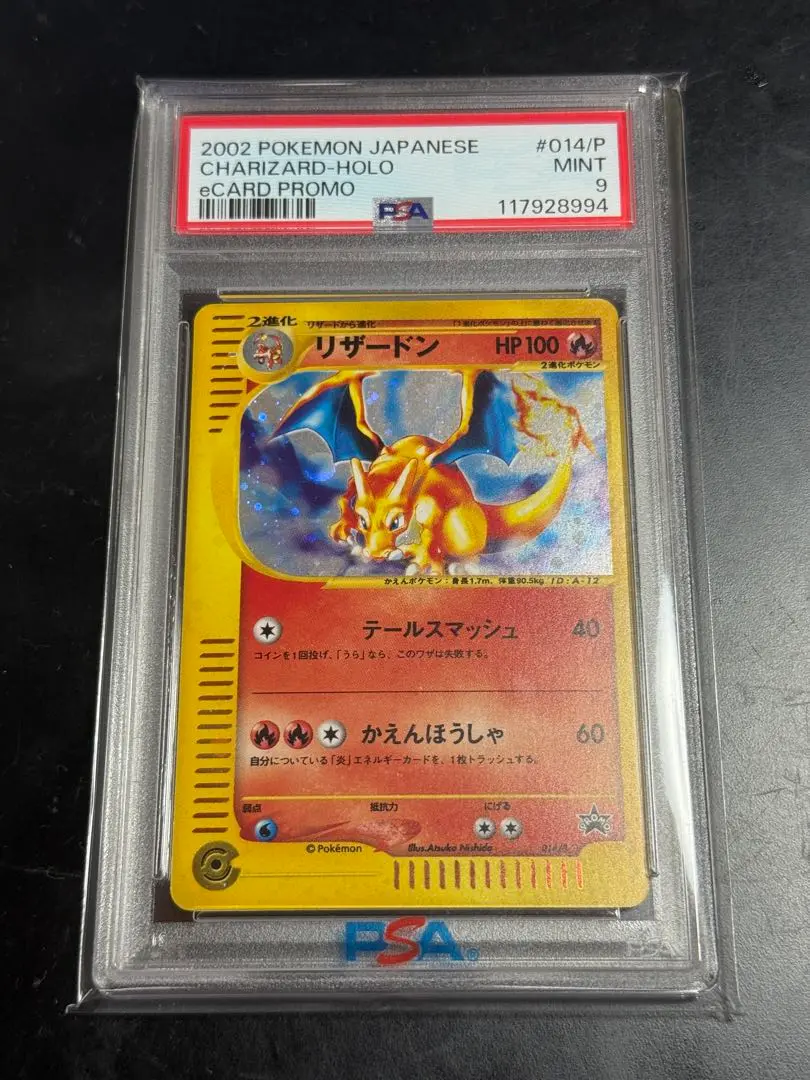 2002 POKEMON JAPANESE #014/P
CHARIZARD-HOLO MINT
eCARD PROMO 9
PSA 117928994
2進化 リザードから進化
リザードン HP100
2進化ポケモン
かえんポケモン：身長1.7m、体重90.5kg ID:A-12
テールスマッシュ 40
コインを1回投げ、「うら」なら、このワザは失敗する。
かえんほうしゃ 60
自分についている「炎」エネルギーカードを、1枚トラッシュする。
弱点 抵抗力 にげる
©Pokémon Illus.Atsuko Nishida
PSA®